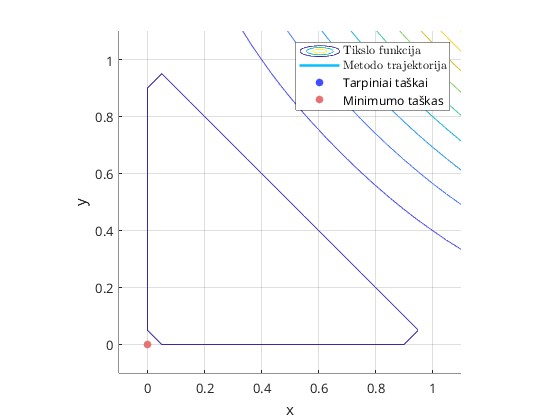 Tikslo funkcija
Metodo trajektorija
Tarpiniai taškai
Minimumo taškas
1
0.8
0.6
0.4
0.2
0
y
0 0.2 0.4 0.6 0.8 1
x